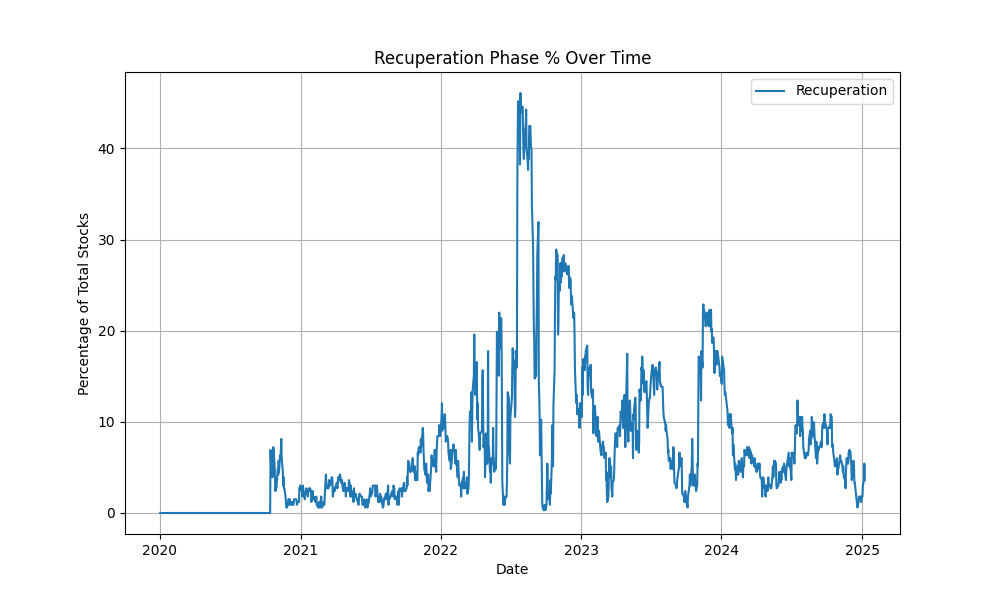 Recuperation Phase % Over Time
Recuperation
Percentage of Total Stocks
40
30
20
10
0
2020 2021 2022 2023 2024 2025
Date